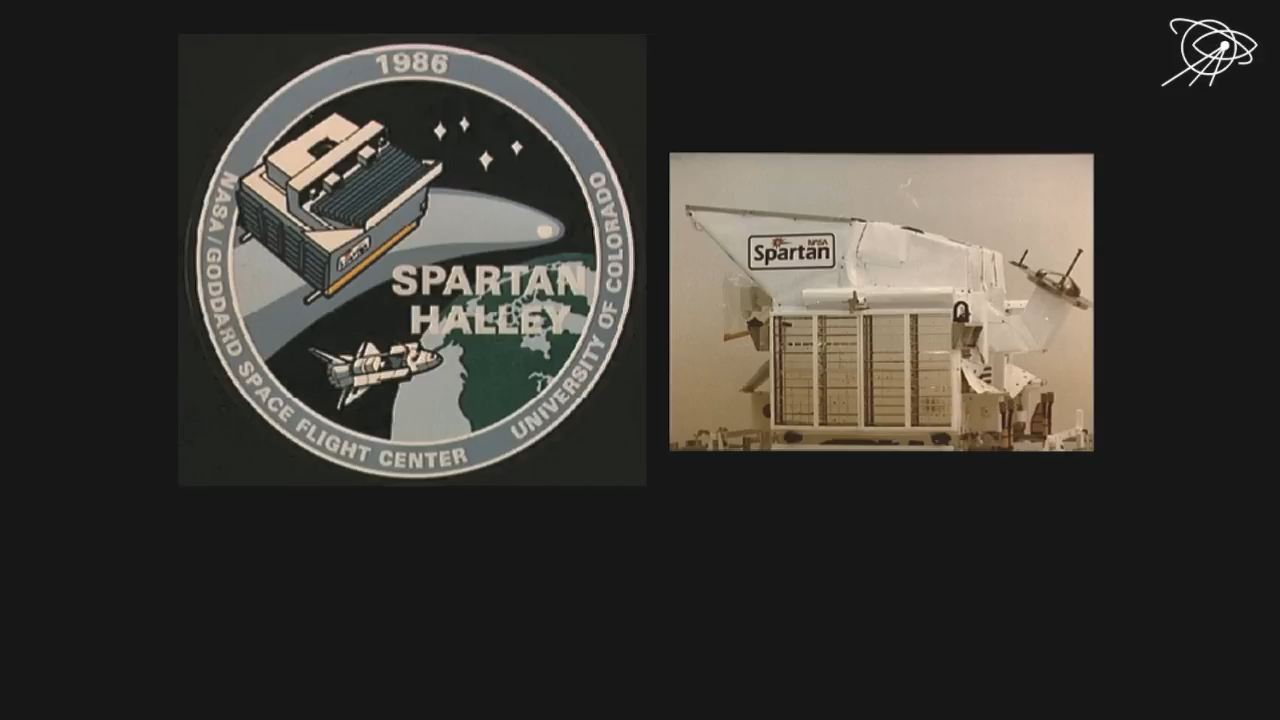 1986
NASA / GODDARD SPACE FLIGHT CENTER
UNIVERSITY OF COLORADO
SPARTAN
HALLEY
NASA
Spartan